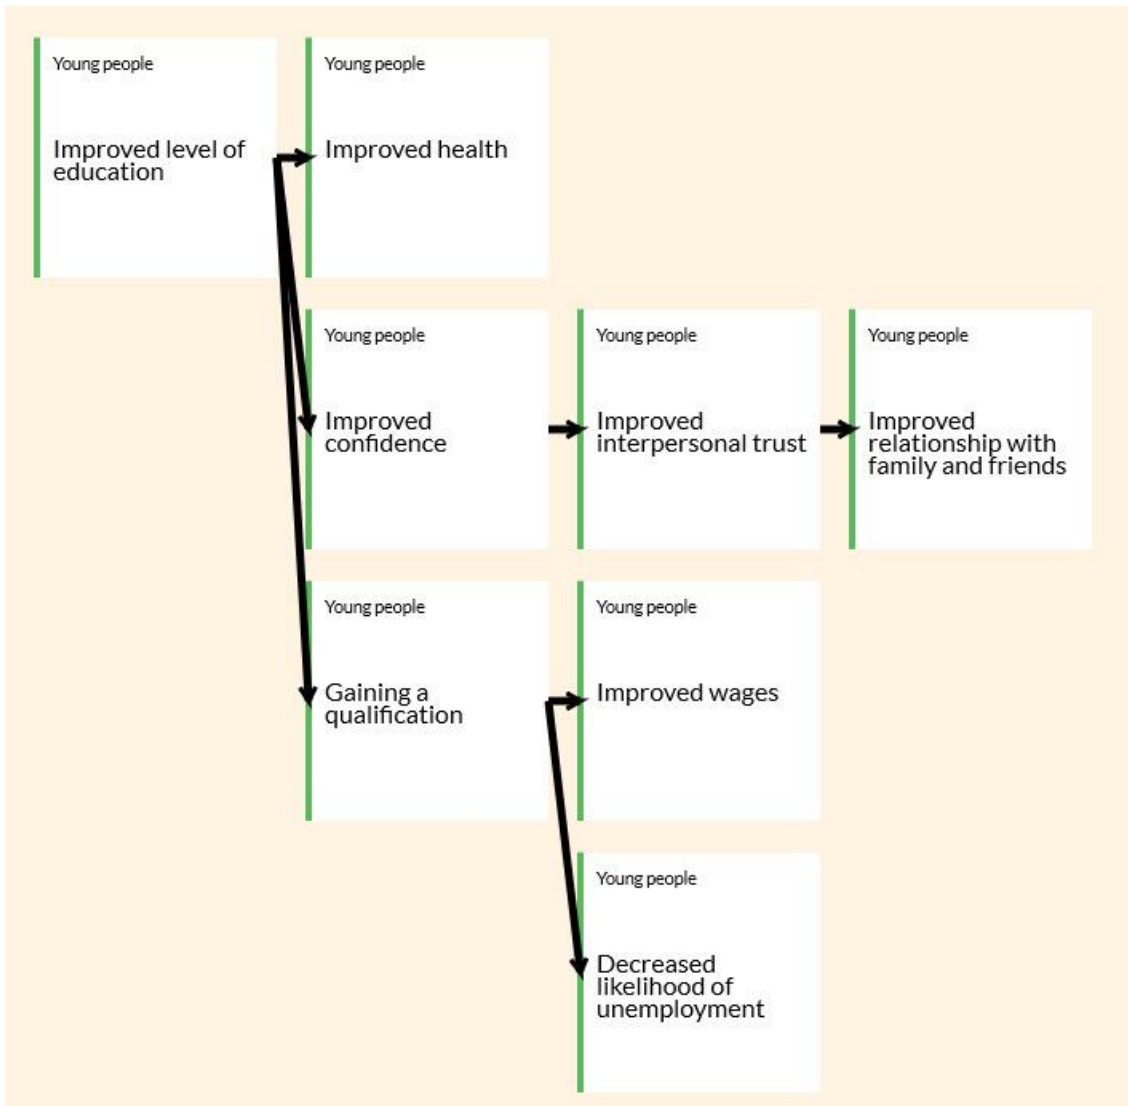 Young people
Improved level of
education
Young people
Improved health
Young people
Improved
confidence
Young people
Improved
interpersonal trust
Young people
Improved
relationship with
family and friends
Young people
Gaining a
qualification
Young people
Improved wages
Young people
Decreased
likelihood of
unemployment